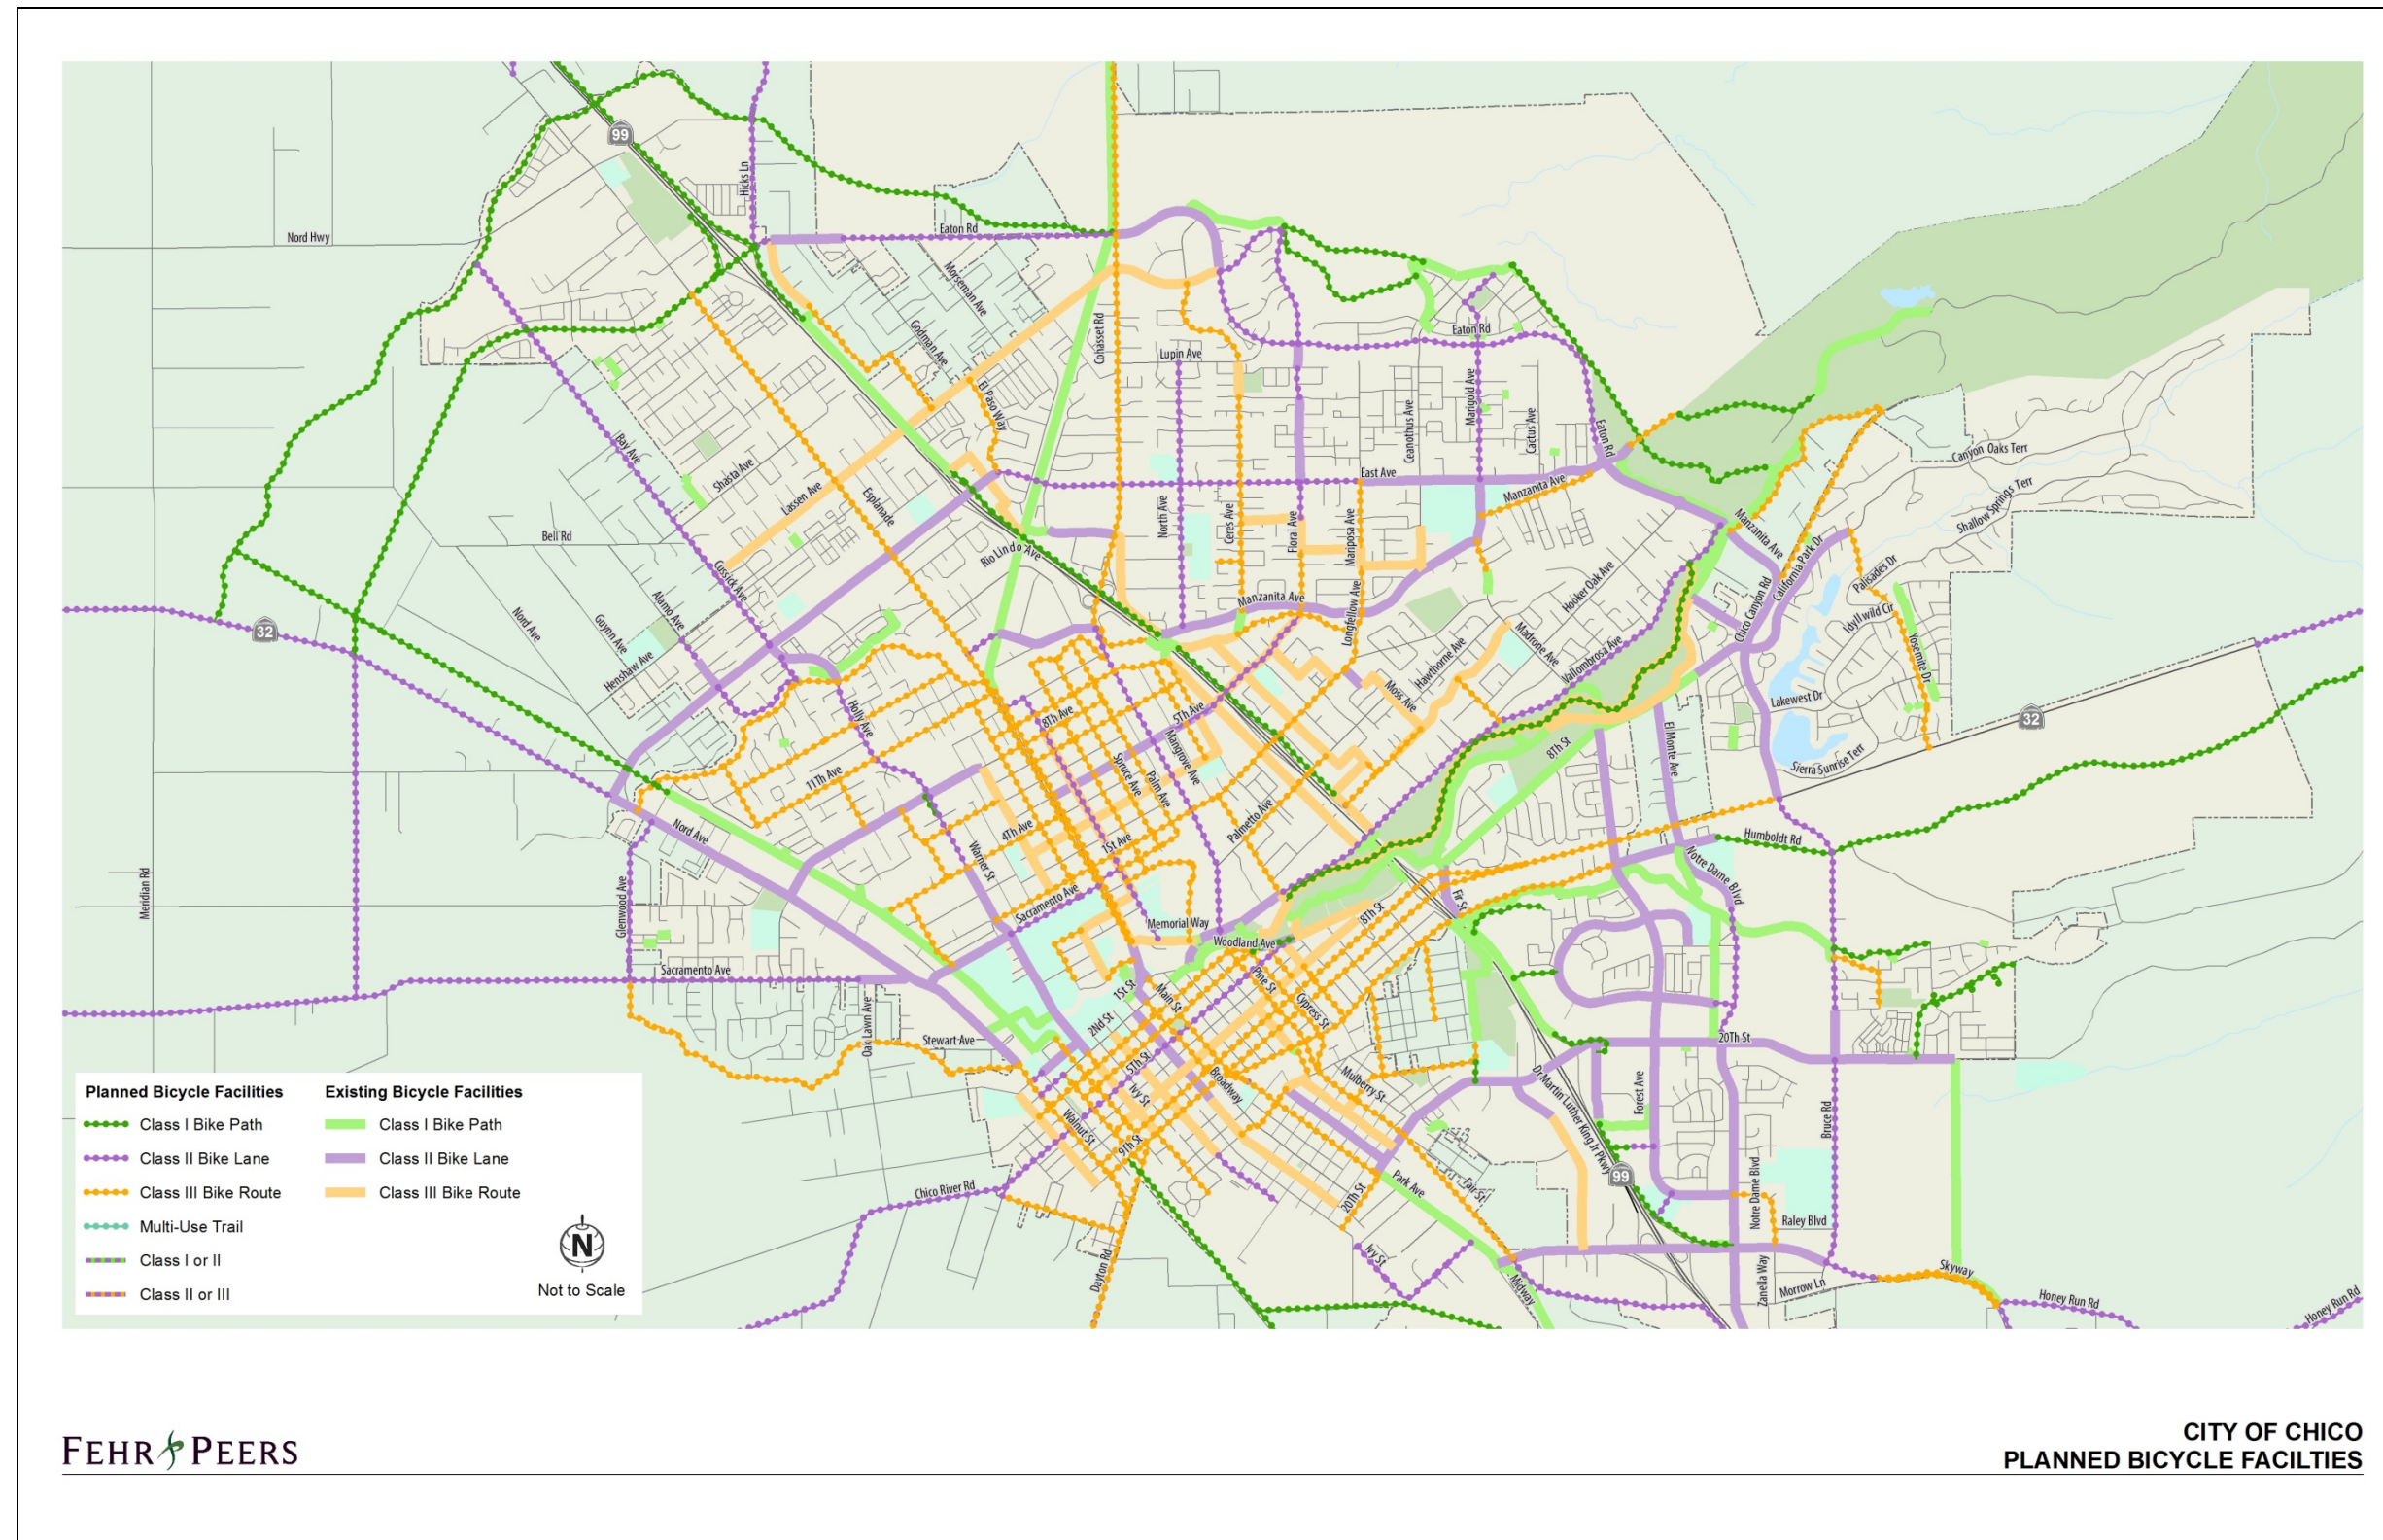 99
Hicks Ln
Nord Hwy
Eaton Rd
Morseman Ave
Godman Ave
Cohasset Rd
Lupin Ave
Eaton Rd
El Paso Way
Marigold Ave
Ceanothus Ave
Cactus Ave
Eaton Rd
Bay Ave
Shasta Ave
Lassen Ave
Esplanade
East Ave
Manzanita Ave
Canyon Oaks Terr
Shallow Springs Terr
North Ave
Ceres Ave
Floral Ave
Mariposa Ave
Manzanita Ave
California Park Dr
Bell Rd
Rio Lindo Ave
Cussick Ave
Hooker Oak Ave
Palisades Dr
Alamo Ave
Guynn Ave
Nord Ave
Manzanita Ave
Longfellow Ave
Madrone Ave
Chico Canyon Rd
Idyllwild Cir
32
Henshaw Ave
Hawthorne Ave
Vallombrosa Ave
Yosemite Dr
Moss Ave
Lakewest Dr
Holly Ave
8Th Ave
5Th Ave
Mangrove Ave
32
El Monte Ave
8Th St
Sierra Sunrise Terr
11Th Ave
Spruce Ave
Palm Ave
Nord Ave
4Th Ave
1St Ave
Palmetto Ave
Humboldt Rd
Warner St
Notre Dame Blvd
Meridian Rd
Glenwood Ave
Sacramento Ave
Fir St
8Th St
Memorial Way
Woodland Ave
Sacramento Ave
Pine St
Cypress St
1St St
Main St
2Nd St
Oak Lawn Ave
Stewart Ave
20Th St
5Th St
Ivy St
Broadway
Mulberry St
Dr Martin Luther King Jr Pkwy
Forest Ave
Bruce Rd
Walnut St
9Th St
99
Chico River Rd
Park Ave
Fair St
20Th St
Notre Dame Blvd
Raley Blvd
Dayton Rd
Ivy St
Midway
Zanella Way
Morrow Ln
Skyway
Honey Run Rd
Honey Run Rd
Planned Bicycle Facilities
Class I Bike Path
Class II Bike Lane
Class III Bike Route
Multi-Use Trail
Class I or II
Class II or III
Existing Bicycle Facilities
Class I Bike Path
Class II Bike Lane
Class III Bike Route
N
Not to Scale
FEHR PEERS
CITY OF CHICO
PLANNED BICYCLE FACILTIES